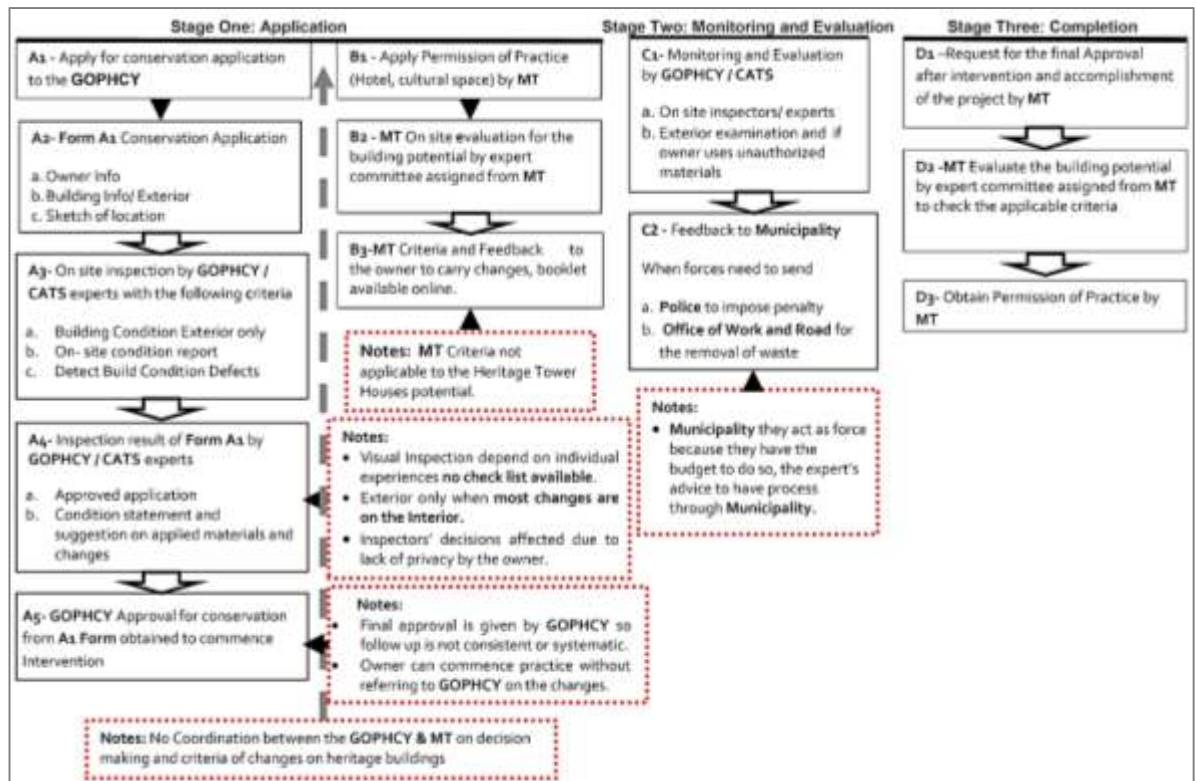 Stage One: Application
A1 - Apply for conservation application
to the GOPHCY
A2- Form A1 Conservation Application
a. Owner Info
b. Building Info/ Exterior
c. Sketch of location
A3- On site inspection by GOPHCY /
CATS experts with the following criteria
a. Building Condition Exterior only
b. On- site condition report
c. Detect Build Condition Defects
A4- Inspection result of Form A1 by
GOPHCY / CATS experts
a. Approved application
b. Condition statement and
suggestion on applied materials and
changes
A5- GOPHCY Approval for conservation
from A1 Form obtained to commence
Intervention
B1 - Apply Permission of Practice
(Hotel, cultural space) by MT
B2 - MT On site evaluation for the
building potential by expert
committee assigned from MT
B3-MT Criteria and Feedback to
the owner to carry changes, booklet
available online.
Notes: MT Criteria not
applicable to the Heritage Tower
Houses potential.
Notes:
• Visual Inspection depend on individual
experiences no check list available.
• Exterior only when most changes are
on the Interior.
• Inspectors' decisions affected due to
lack of privacy by the owner.
Notes:
• Final approval is given by GOPHCY so
follow up is not consistent or systematic.
• Owner can commence practice without
referring to GOPHCY on the changes.
Notes: No Coordination between the GOPHCY & MT on decision
making and criteria of changes on heritage buildings
Stage Two: Monitoring and Evaluation
C1- Monitoring and Evaluation
by GOPHCY / CATS
a. On site inspectors/ experts
b. Exterior examination and if
owner uses unauthorized
materials
C2 - Feedback to Municipality
When forces need to send
a. Police to impose penalty
b. Office of Work and Road for
the removal of waste
Notes:
• Municipality they act as force
because they have the
budget to do so, the expert's
advice to have process
through Municipality.
Stage Three: Completion
D1 -Request for the final Approval
after intervention and accomplishment
of the project by MT
D2 -MT Evaluate the building potential
by expert committee assigned from MT
to check the applicable criteria
D3- Obtain Permission of Practice by
MT